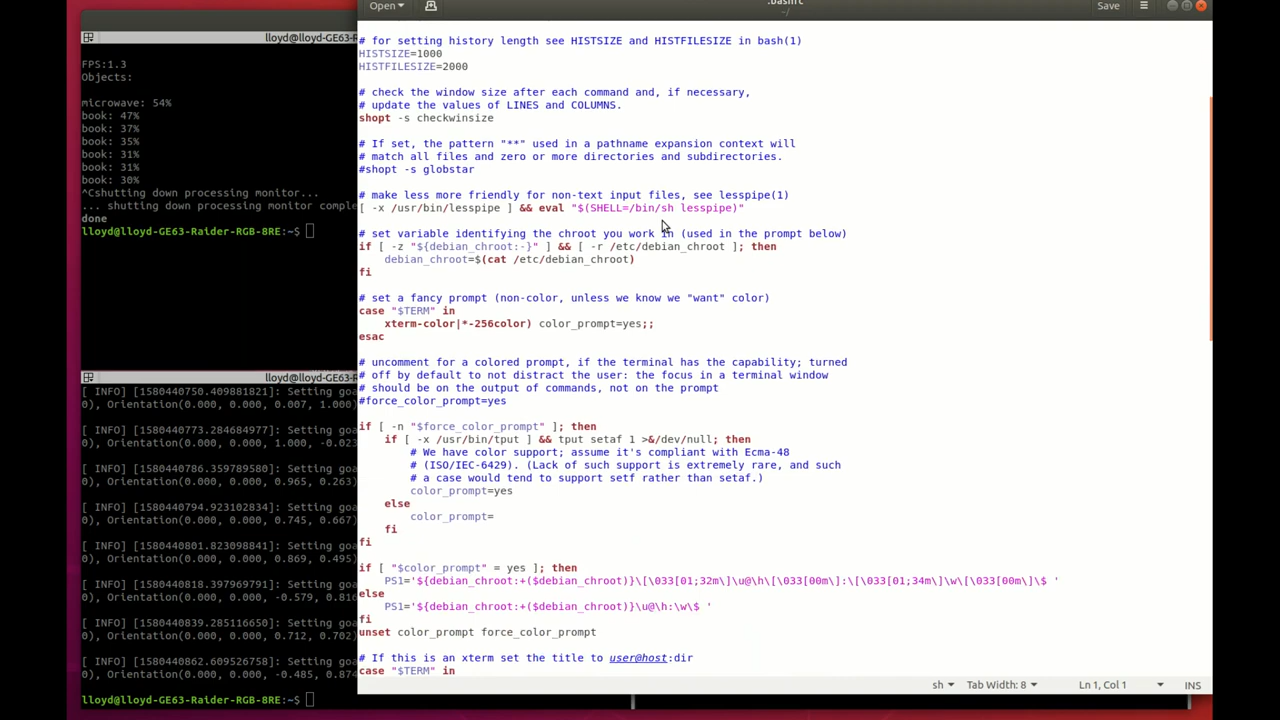 Open
.bashrc
~/
Save
lloyd@lloyd-GE63-R
FPS:1.3
Objects:
microwave: 54%
book: 47%
book: 37%
book: 35%
book: 31%
book: 31%
book: 30%
^Cshutting down processing monitor...
... shutting down processing monitor comple
done
lloyd@lloyd-GE63-Raider-RGB-8RE:~$
lloyd@lloyd-GE63-
[ INFO] [1580440750.409881821]: Setting goa
0), Orientation(0.000, 0.000, 0.007, 1.000)
[ INFO] [1580440773.284684977]: Setting goa
0), Orientation(0.000, 0.000, 1.000, -0.023
[ INFO] [1580440786.359789580]: Setting goa
0), Orientation(0.000, 0.000, 0.965, 0.263)
[ INFO] [1580440794.923102834]: Setting goa
0), Orientation(0.000, 0.000, 0.745, 0.667)
[ INFO] [1580440801.823098841]: Setting goa
0), Orientation(0.000, 0.000, 0.869, 0.495)
[ INFO] [1580440818.397969791]: Setting goa
0), Orientation(0.000, 0.000, -0.579, 0.816
[ INFO] [1580440839.285116650]: Setting goa
0), Orientation(0.000, 0.000, 0.712, 0.702)
[ INFO] [1580440862.609526758]: Setting goa
0), Orientation(0.000, 0.000, -0.485, 0.874
lloyd@lloyd-GE63-Raider-RGB-8RE:~$
# for setting history length see HISTSIZE and HISTFILESIZE in bash(1)
HISTSIZE=1000
HISTFILESIZE=2000
# check the window size after each command and, if necessary,
# update the values of LINES and COLUMNS.
shopt -s checkwinsize
# If set, the pattern "**" used in a pathname expansion context will
# match all files and zero or more directories and subdirectories.
#shopt -s globstar
# make less more friendly for non-text input files, see lesspipe(1)
[ -x /usr/bin/lesspipe ] && eval "$(SHELL=/bin/sh lesspipe)"
# set variable identifying the chroot you work in (used in the prompt below)
if [ -z "${debian_chroot:-}" ] && [ -r /etc/debian_chroot ]; then
    debian_chroot=$(cat /etc/debian_chroot)
fi
# set a fancy prompt (non-color, unless we know we "want" color)
case "$TERM" in
    xterm-color|*-256color) color_prompt=yes;;
esac
# uncomment for a colored prompt, if the terminal has the capability; turned
# off by default to not distract the user: the focus in a terminal window
# should be on the output of commands, not on the prompt
#force_color_prompt=yes
if [ -n "$force_color_prompt" ]; then
    if [ -x /usr/bin/tput ] && tput setaf 1 >&/dev/null; then
        # We have color support; assume it's compliant with Ecma-48
        # (ISO/IEC-6429). (Lack of such support is extremely rare, and such
        # a case would tend to support setf rather than setaf.)
        color_prompt=yes
    else
        color_prompt=
    fi
fi
if [ "$color_prompt" = yes ]; then
    PS1='${debian_chroot:+($debian_chroot)}\[\033[01;32m\]\u@\h\[\033[00m\]:\[\033[01;34m\]\w\[\033[00m\]\$ '
else
    PS1='${debian_chroot:+($debian_chroot)}\u@\h:\w\$ '
fi
unset color_prompt force_color_prompt
# If this is an xterm set the title to user@host:dir
case "$TERM" in
sh
Tab Width: 8
Ln 1, Col 1
INS